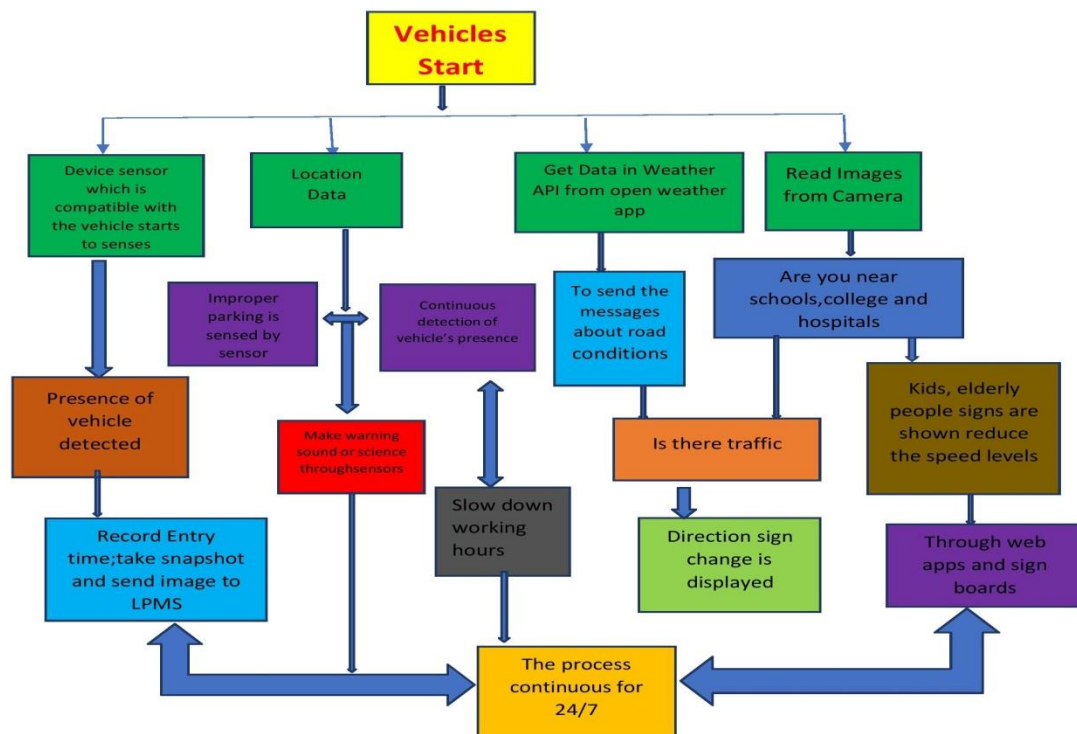 Vehicles
Start
Device sensor
which is
compatible with
the vehicle starts
to senses
Location
Data
Get Data in Weather
API from open weather
app
Read Images
from Camera
Improper
parking is
sensed by
sensor
Continuous
detection of
vehicle's presence
To send the
messages
about road
conditions
Are you near
schools,college and
hospitals
Presence of
vehicle
detected
Make warning
sound or science
throughsensors
Is there traffic
Kids, elderly
people signs are
shown reduce
the speed levels
Record Entry
time;take snapshot
and send image to
LPMS
Slow down
working
hours
Direction sign
change is
displayed
Through web
apps and sign
boards
The process
continuous for
24/7